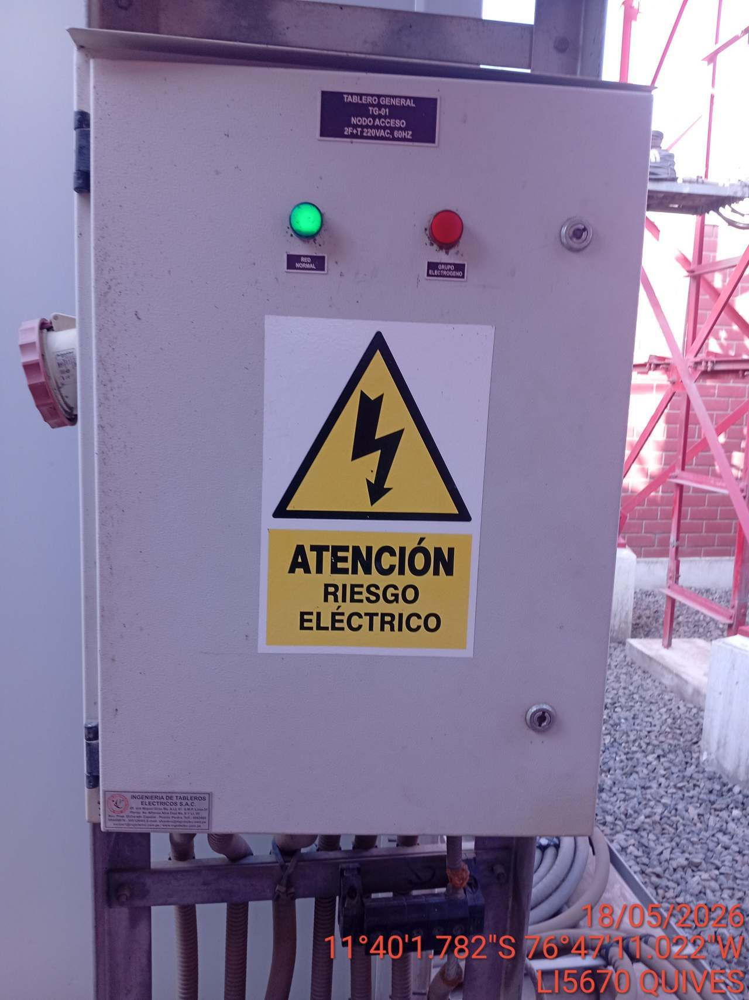 TABLERO GENERAL
TG-01
NODO ACCESO
2F+T 220VAC, 60HZ
RED
NORMAL
GRUPO
ELECTROGENO
ATENCIÓN
RIESGO
ELÉCTRICO
INGENIERIA DE TABLEROS
ELECTRICOS S.A.C.
18/05/2026
11°40'1.782"S 76°47'11.022"W
LI5670 QUIVES